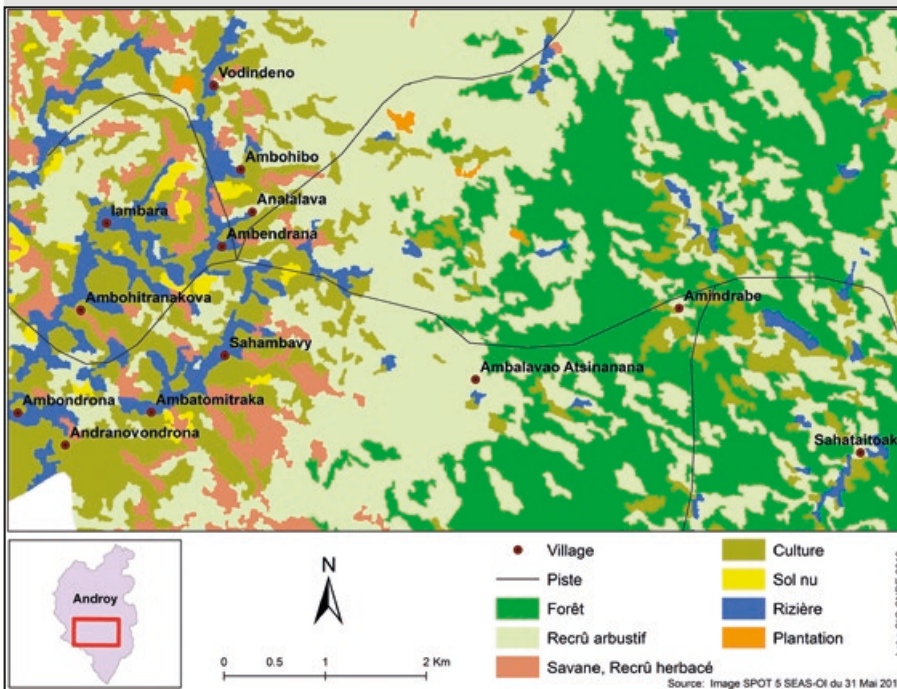 Vodindeno
Ambohibo
Analalava
Iambara
Ambendrana
Ambohitranakova
Amindrabe
Sahambavy
Ambalavao Atsinanana
Ambondrona
Ambatomitraka
Andranovondrona
Sahataitoak
Androy
N
0 0.5 1 2 Km
Village
Piste
Forêt
Recrû arbustif
Savane, Recrû herbacé
Culture
Sol nu
Rizière
Plantation
Source: Image SPOT 5 SEAS-OI du 31 Mai 201